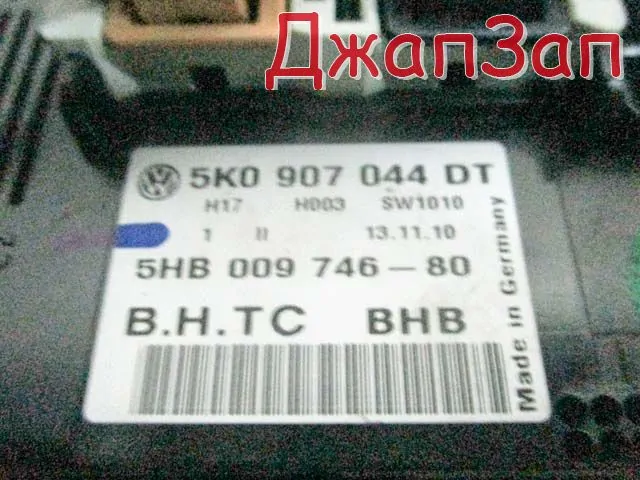 ДжапЗап
5K0 907 044 DT
H17 H003 SW1010
1 II 13.11.10
5HB 009 746-80
B.H.TC BHB
Made in Germany